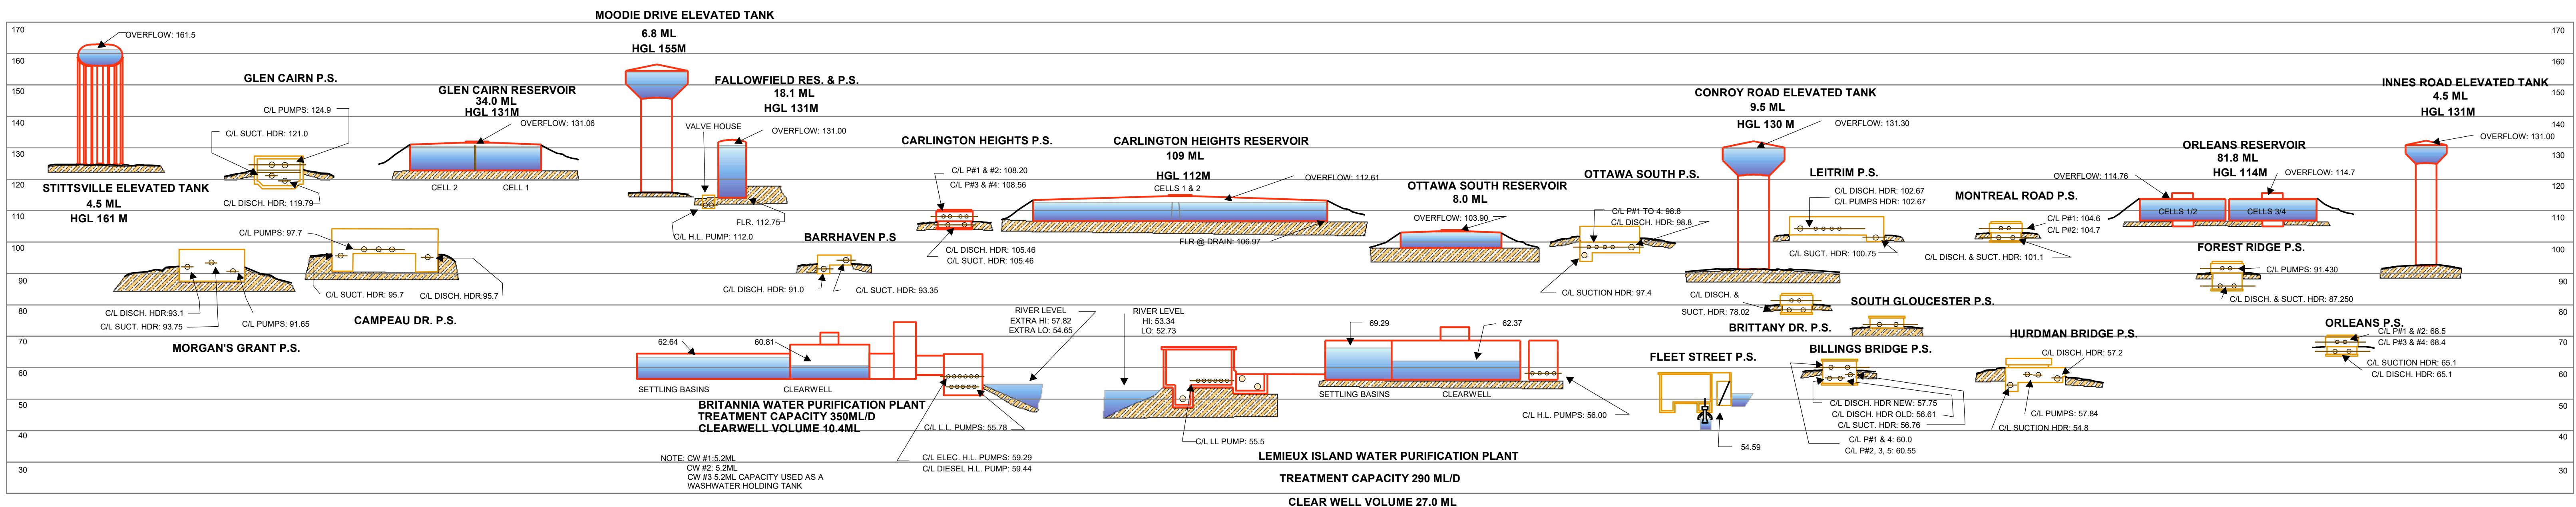 170
160
150
140
130
120
110
100
90
80
70
60
50
40
30
OVERFLOW: 161.5
STITTSVILLE ELEVATED TANK
4.5 ML
HGL 161 M
GLEN CAIRN P.S.
C/L PUMPS: 124.9
C/L SUCT. HDR: 121.0
C/L DISCH. HDR: 119.79
GLEN CAIRN RESERVOIR
34.0 ML
HGL 131M
OVERFLOW: 131.06
CELL 2
CELL 1
MOODIE DRIVE ELEVATED TANK
6.8 ML
HGL 155M
FALLOWFIELD RES. & P.S.
18.1 ML
HGL 131M
VALVE HOUSE
OVERFLOW: 131.00
FLR. 112.75
C/L H.L. PUMP: 112.0
C/L DISCH. HDR:93.1
C/L SUCT. HDR: 93.75
C/L PUMPS: 91.65
MORGAN'S GRANT P.S.
C/L PUMPS: 97.7
C/L SUCT. HDR: 95.7
C/L DISCH. HDR:95.7
CAMPEAU DR. P.S.
BARRHAVEN P.S
C/L DISCH. HDR: 91.0
C/L SUCT. HDR: 93.35
CARLINGTON HEIGHTS P.S.
C/L P#1 & #2: 108.20
C/L P#3 & #4: 108.56
C/L DISCH. HDR: 105.46
C/L SUCT. HDR: 105.46
CARLINGTON HEIGHTS RESERVOIR
109 ML
HGL 112M
CELLS 1 & 2
OVERFLOW: 112.61
FLR @ DRAIN: 106.97
OTTAWA SOUTH RESERVOIR
8.0 ML
OVERFLOW: 103.90
OTTAWA SOUTH P.S.
C/L P#1 TO 4: 98.8
C/L DISCH HDR: 98.8
C/L SUCTION HDR: 97.4
CONROY ROAD ELEVATED TANK
9.5 ML
HGL 130 M
OVERFLOW: 131.30
LEITRIM P.S.
C/L DISCH. HDR: 102.67
C/L PUMPS HDR: 102.67
C/L SUCT. HDR: 100.75
MONTREAL ROAD P.S.
C/L P#1: 104.6
C/L P#2: 104.7
C/L DISCH. & SUCT. HDR: 101.1
ORLEANS RESERVOIR
81.8 ML
HGL 114M
OVERFLOW: 114.76
OVERFLOW: 114.7
CELLS 1/2
CELLS 3/4
INNES ROAD ELEVATED TANK
4.5 ML
HGL 131M
OVERFLOW: 131.00
FOREST RIDGE P.S.
C/L PUMPS: 91.430
C/L DISCH. & SUCT. HDR: 87.250
C/L DISCH. &
SUCT. HDR: 78.02
BRITTANY DR. P.S.
SOUTH GLOUCESTER P.S.
62.64
60.81
SETTLING BASINS
CLEARWELL
BRITANNIA WATER PURIFICATION PLANT
TREATMENT CAPACITY 350ML/D
CLEARWELL VOLUME 10.4ML
NOTE: CW #1:5.2ML
CW #2: 5.2ML
CW #3 5.2ML CAPACITY USED AS A
WASHWATER HOLDING TANK
RIVER LEVEL
EXTRA HI: 57.82
EXTRA LO: 54.65
C/L L.L. PUMPS: 55.78
C/L ELEC. H.L. PUMP: 59.29
C/L DIESEL H.L. PUMP: 59.44
RIVER LEVEL
HI: 53.34
LO: 52.73
C/L LL PUMP: 55.5
69.29
62.37
SETTLING BASINS
CLEARWELL
C/L H.L. PUMPS: 56.00
LEMIEUX ISLAND WATER PURIFICATION PLANT
TREATMENT CAPACITY 290 ML/D
CLEAR WELL VOLUME 27.0 ML
FLEET STREET P.S.
54.59
BILLINGS BRIDGE P.S.
C/L DISCH HDR NEW: 57.75
C/L DISCH. HDR OLD: 56.61
C/L SUCT. HDR: 56.76
C/L P#1 & 4: 60.0
C/L P#2, 3, 5: 60.55
HURDMAN BRIDGE P.S.
C/L DISCH. HDR: 57.2
C/L PUMPS: 57.84
C/L SUCTION HDR: 54.8
ORLEANS P.S.
C/L P#1 & #2: 68.5
C/L P#3 & #4: 68.4
C/L SUCTION HDR: 65.1
C/L DISCH. HDR: 65.1
170
160
150
140
130
120
110
100
90
80
70
60
50
40
30